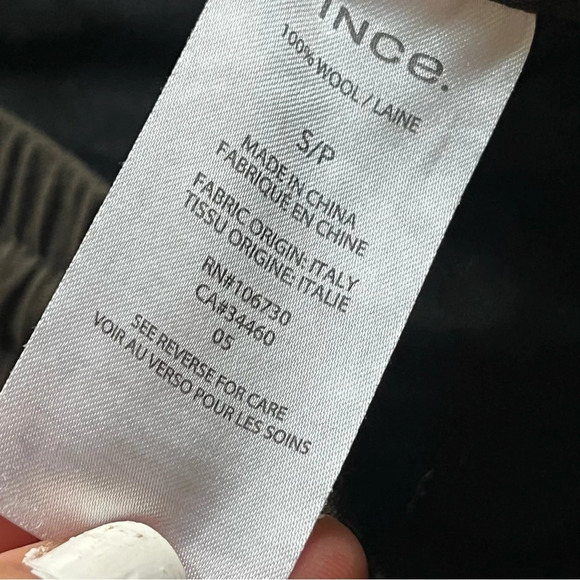 INCe.
100% WOOL / LAINE
S/P
MADE IN CHINA
FABRIQUE EN CHINE
FABRIC ORIGIN: ITALY
TISSU ORIGINE: ITALIE
RN#106730
CA#34460
05
SEE REVERSE FOR CARE
VOIR AU VERSO POUR LES SOINS